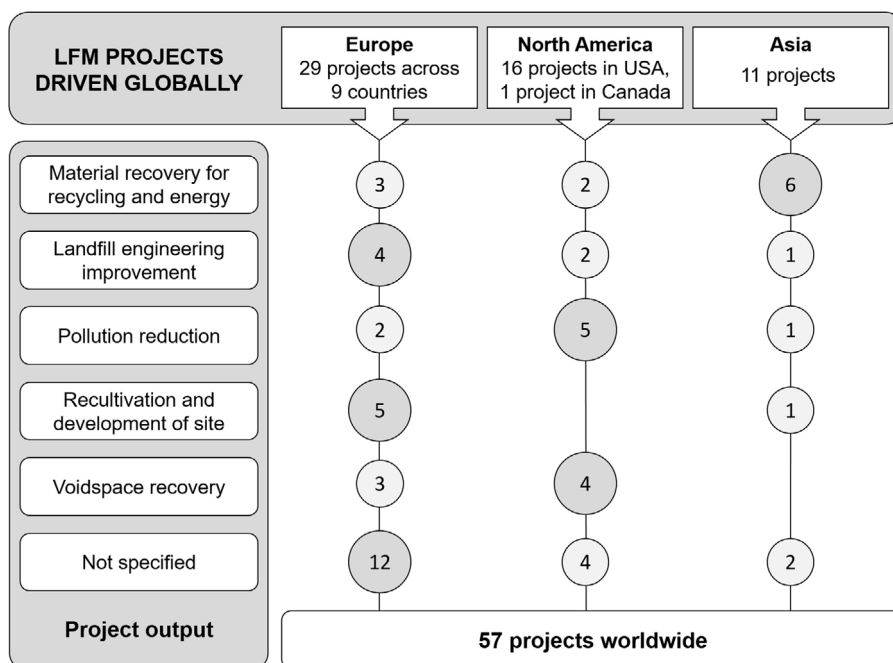 LFM PROJECTS
DRIVEN GLOBALLY
Europe
29 projects across
9 countries
North America
16 projects in USA,
1 project in Canada
Asia
11 projects
Material recovery for
recycling and energy
3
2
6
Landfill engineering
improvement
4
2
1
Pollution reduction
2
5
1
Recultivation and
development of site
5
1
Voidspace recovery
3
4
Not specified
12
4
2
Project output
57 projects worldwide